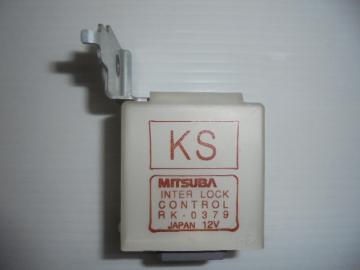 KS
MITSUBA
INTER LOCK
CONTROL
RK-0379
JAPAN 12V